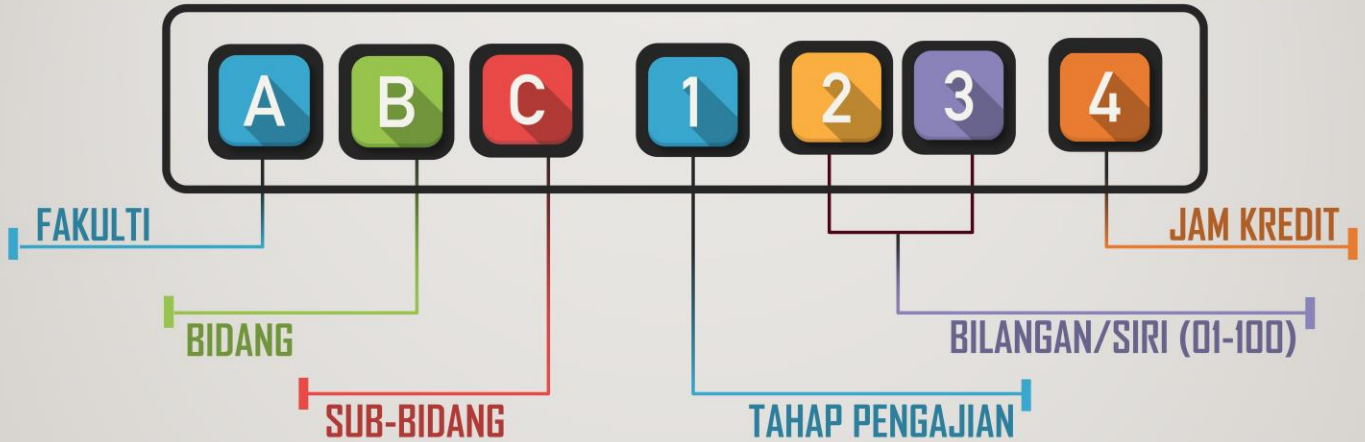 A B C 1 2 3 4
FAKULTI
JAM KREDIT
BIDANG
BILANGAN/SIRI (01-100)
SUB-BIDANG
TAHAP PENGAJIAN